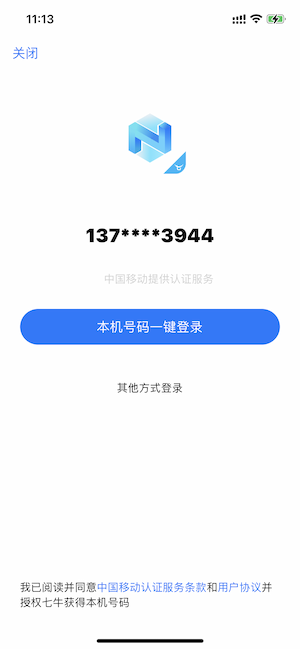 11:13
关闭
137****3944
中国移动提供认证服务
本机号码一键登录
其他方式登录
我已阅读并同意中国移动认证服务条款和用户协议并
授权七牛获得本机号码